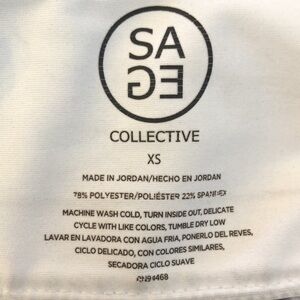 SA
GE
COLLECTIVE
XS
MADE IN JORDAN/HECHO EN JORDAN
78% POLYESTER/POLIÉSTER 22% SPANDEX
MACHINE WASH COLD, TURN INSIDE OUT, DELICATE
CYCLE WITH LIKE COLORS, TUMBLE DRY LOW
LAVAR EN LAVADORA CON AGUA FRIA, PONERLO DEL REVES,
CICLO DELICADO, CON COLORES SIMILARES,
SECADORA CICLO SUAVE
RN94468